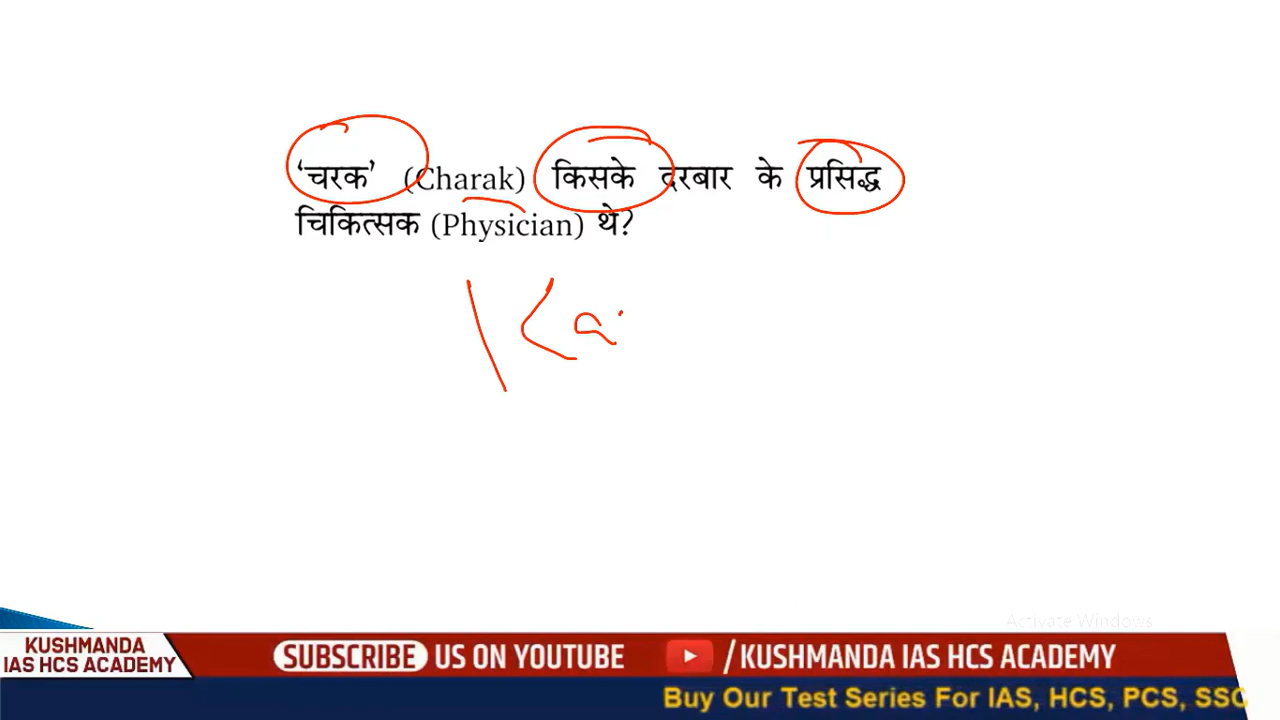 ‘चरक’ (Charak) किसके दरबार के प्रसिद्ध
चिकित्सक (Physician) थे?
Ka
Activate Windows
KUSHMANDA
IAS HCS ACADEMY
SUBSCRIBE US ON YOUTUBE
/KUSHMANDA IAS HCS ACADEMY
Buy Our Test Series For IAS, HCS, PCS, SSC